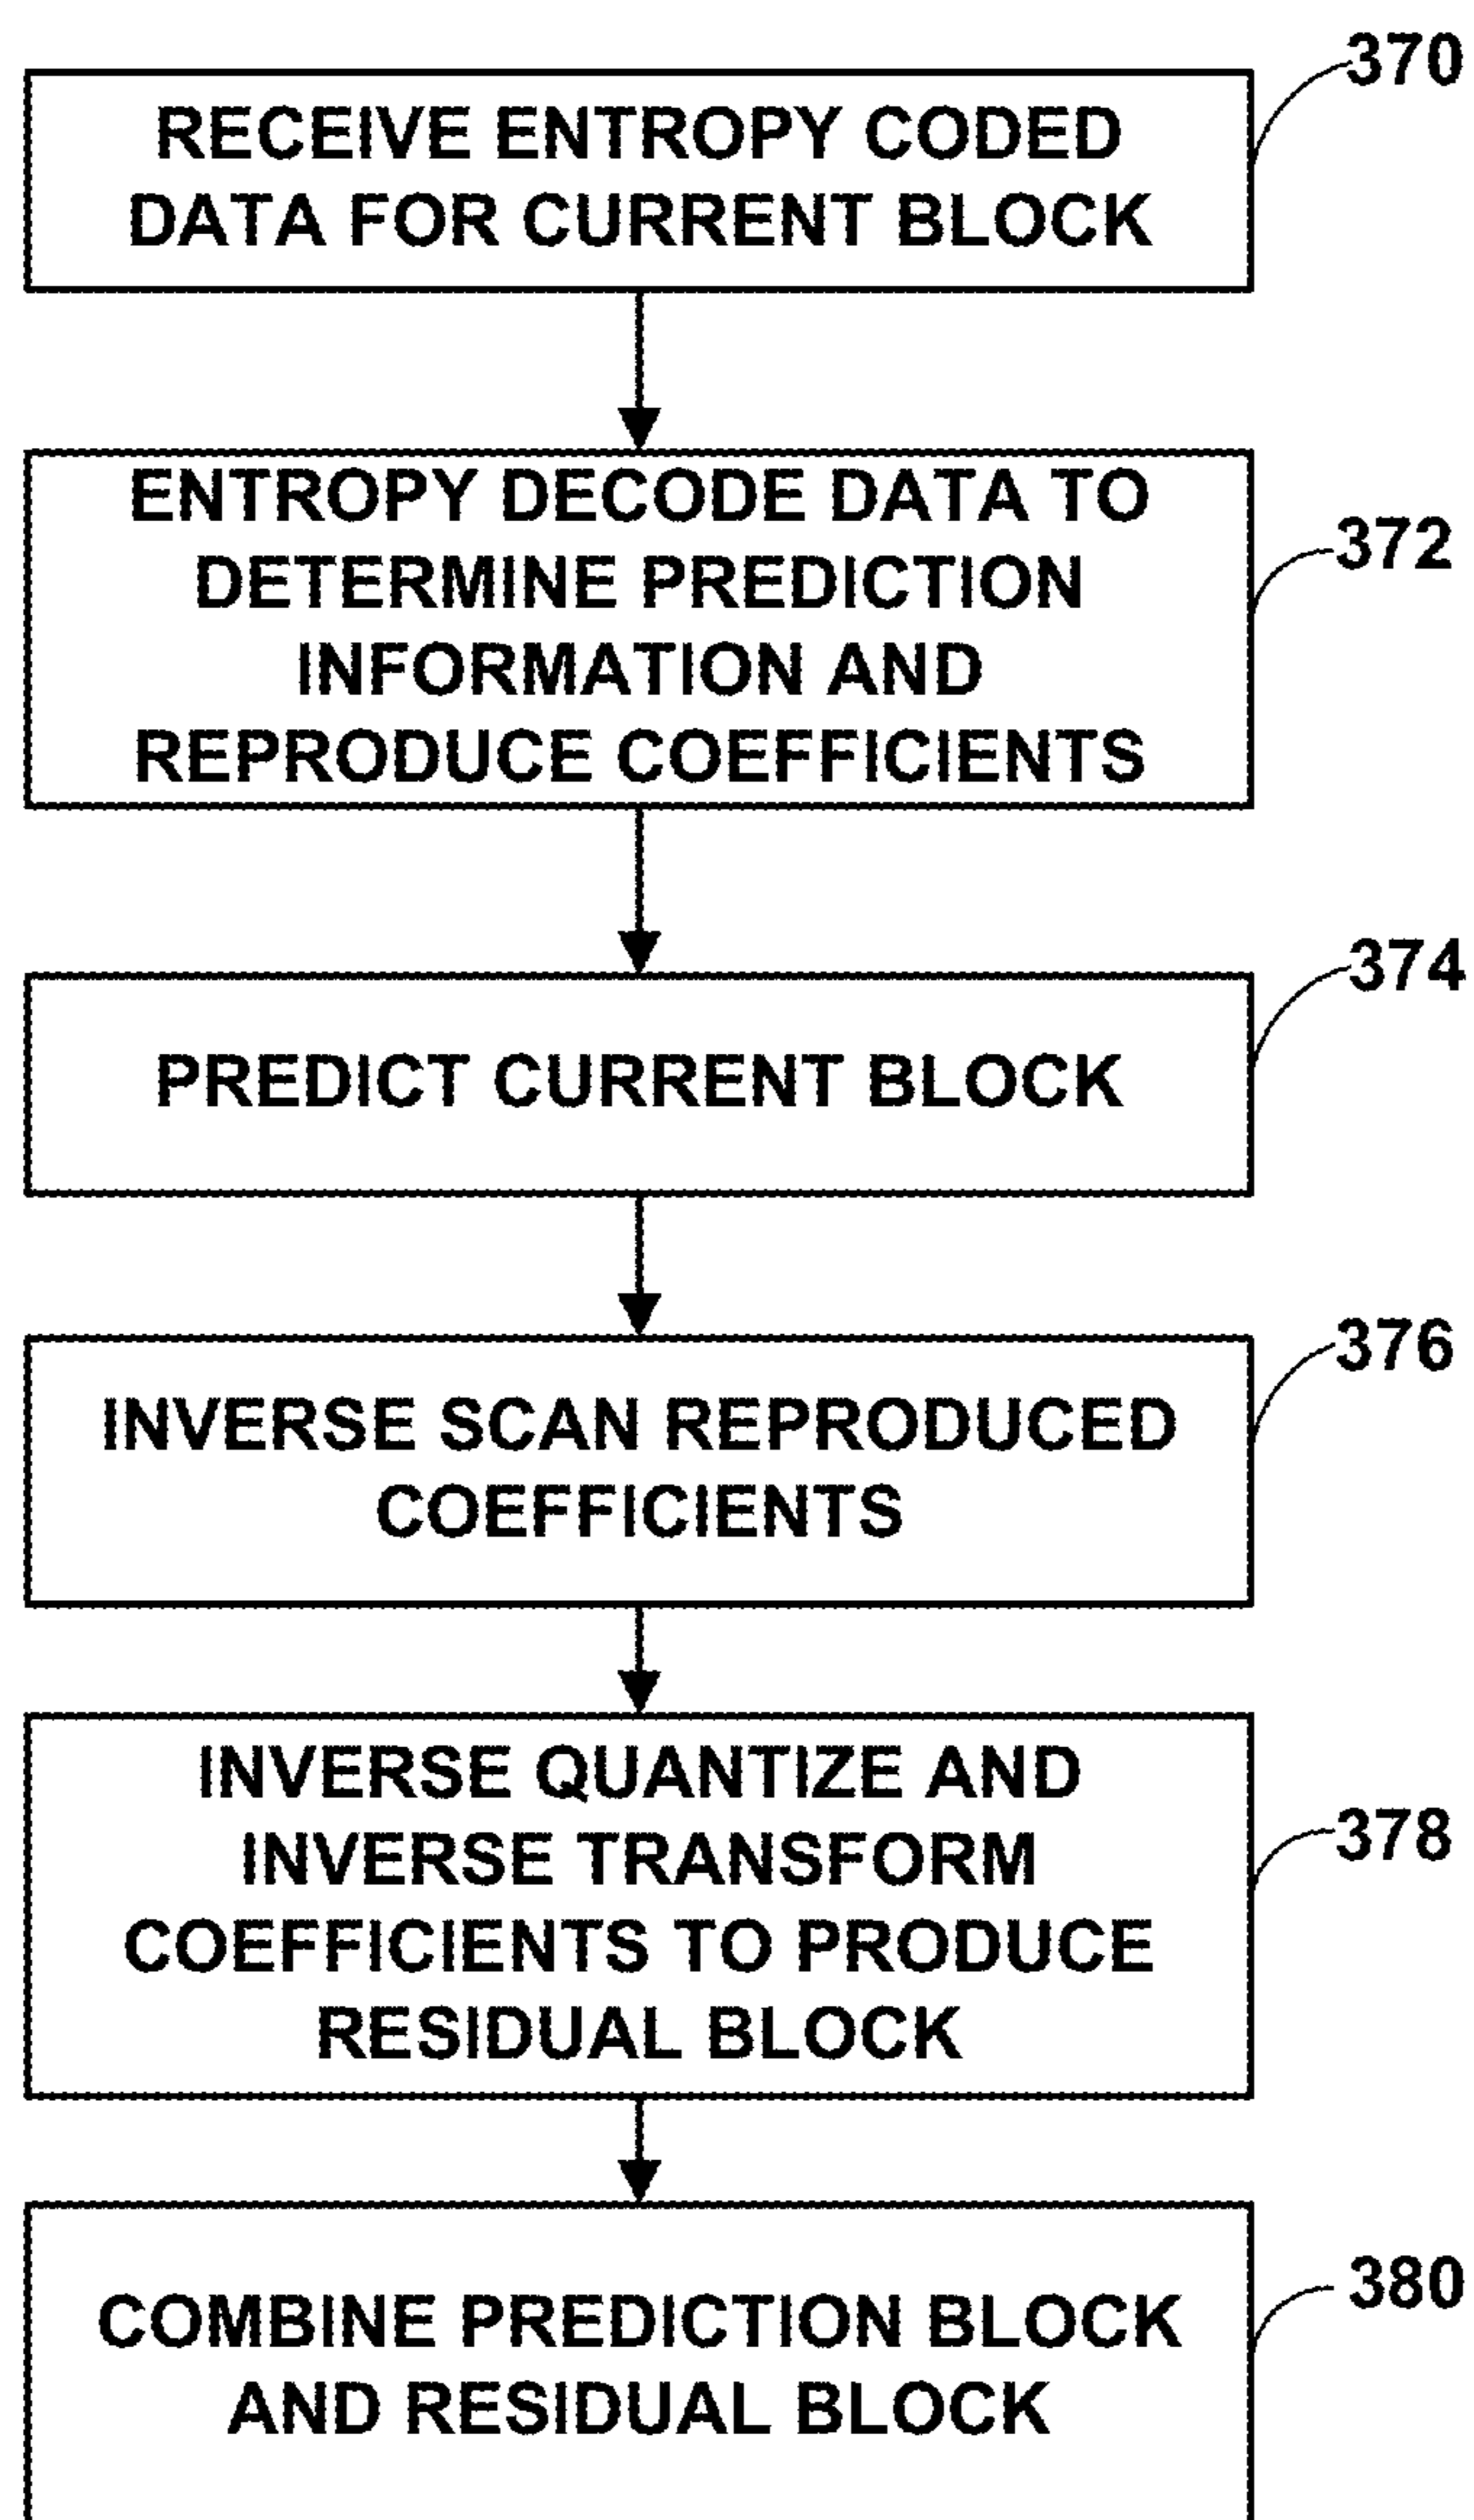 370
RECEIVE ENTROPY CODED
DATA FOR CURRENT BLOCK
ENTROPY DECODE DATA TO
DETERMINE PREDICTION
INFORMATION AND
REPRODUCE COEFFICIENTS
372
374
PREDICT CURRENT BLOCK
376
INVERSE SCAN REPRODUCED
COEFFICIENTS
INVERSE QUANTIZE AND
INVERSE TRANSFORM
COEFFICIENTS TO PRODUCE
RESIDUAL BLOCK
378
380
COMBINE PREDICTION BLOCK
AND RESIDUAL BLOCK